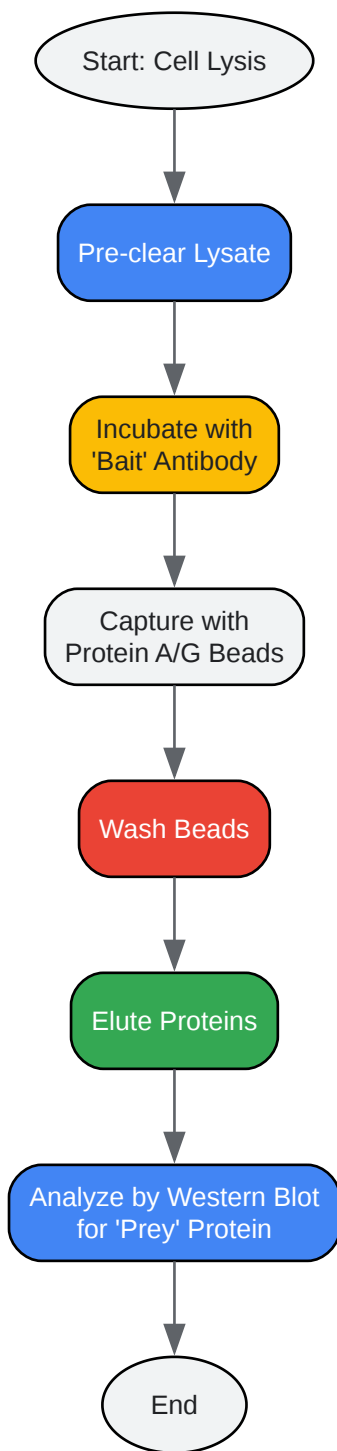 Start: Cell Lysis
Pre-clear Lysate
Incubate with
'Bait' Antibody
Capture with
Protein A/G Beads
Wash Beads
Elute Proteins
Analyze by Western Blot
for 'Prey' Protein
End